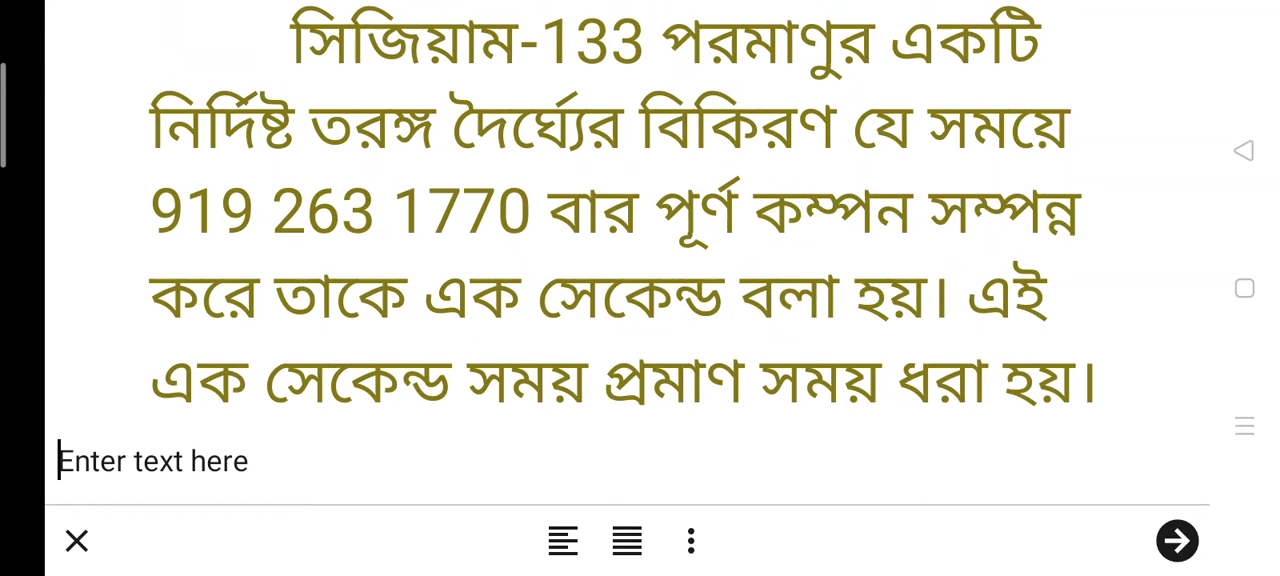 সিজিয়াম-133 পরমাণুর একটি
নির্দিষ্ট তরঙ্গ দৈর্ঘ্যের বিকিরণ যে সময়ে
919 263 1770 বার পূর্ণ কম্পন সম্পন্ন
করে তাকে এক সেকেন্ড বলা হয়। এই
এক সেকেন্ড সময় প্রমাণ সময় ধরা হয়।
Enter text here